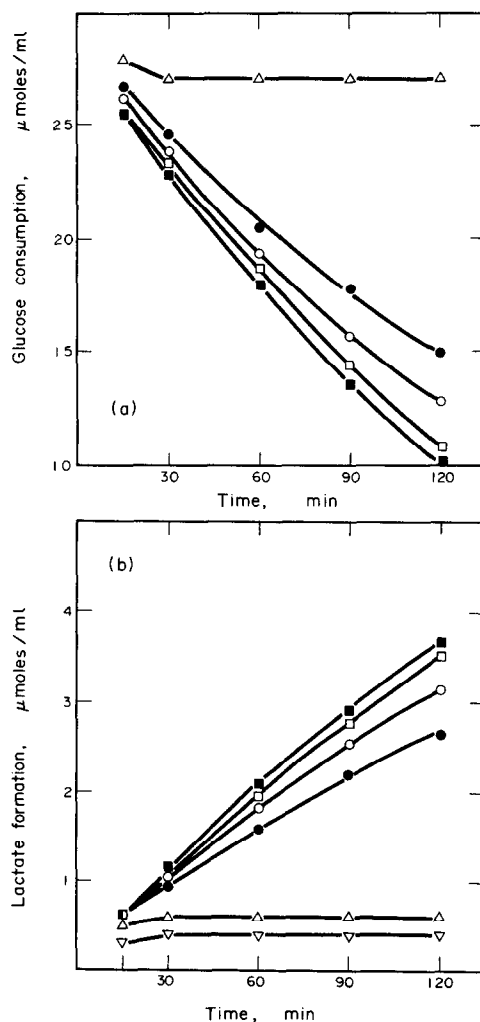 Glucose consumption, μ moles/ml
25
20
15
10
(a)
30 60 90 120
Time, min
Lactate formation, μmoles/ml
(b)
4
3
2
1
30 60 90 120
Time, min